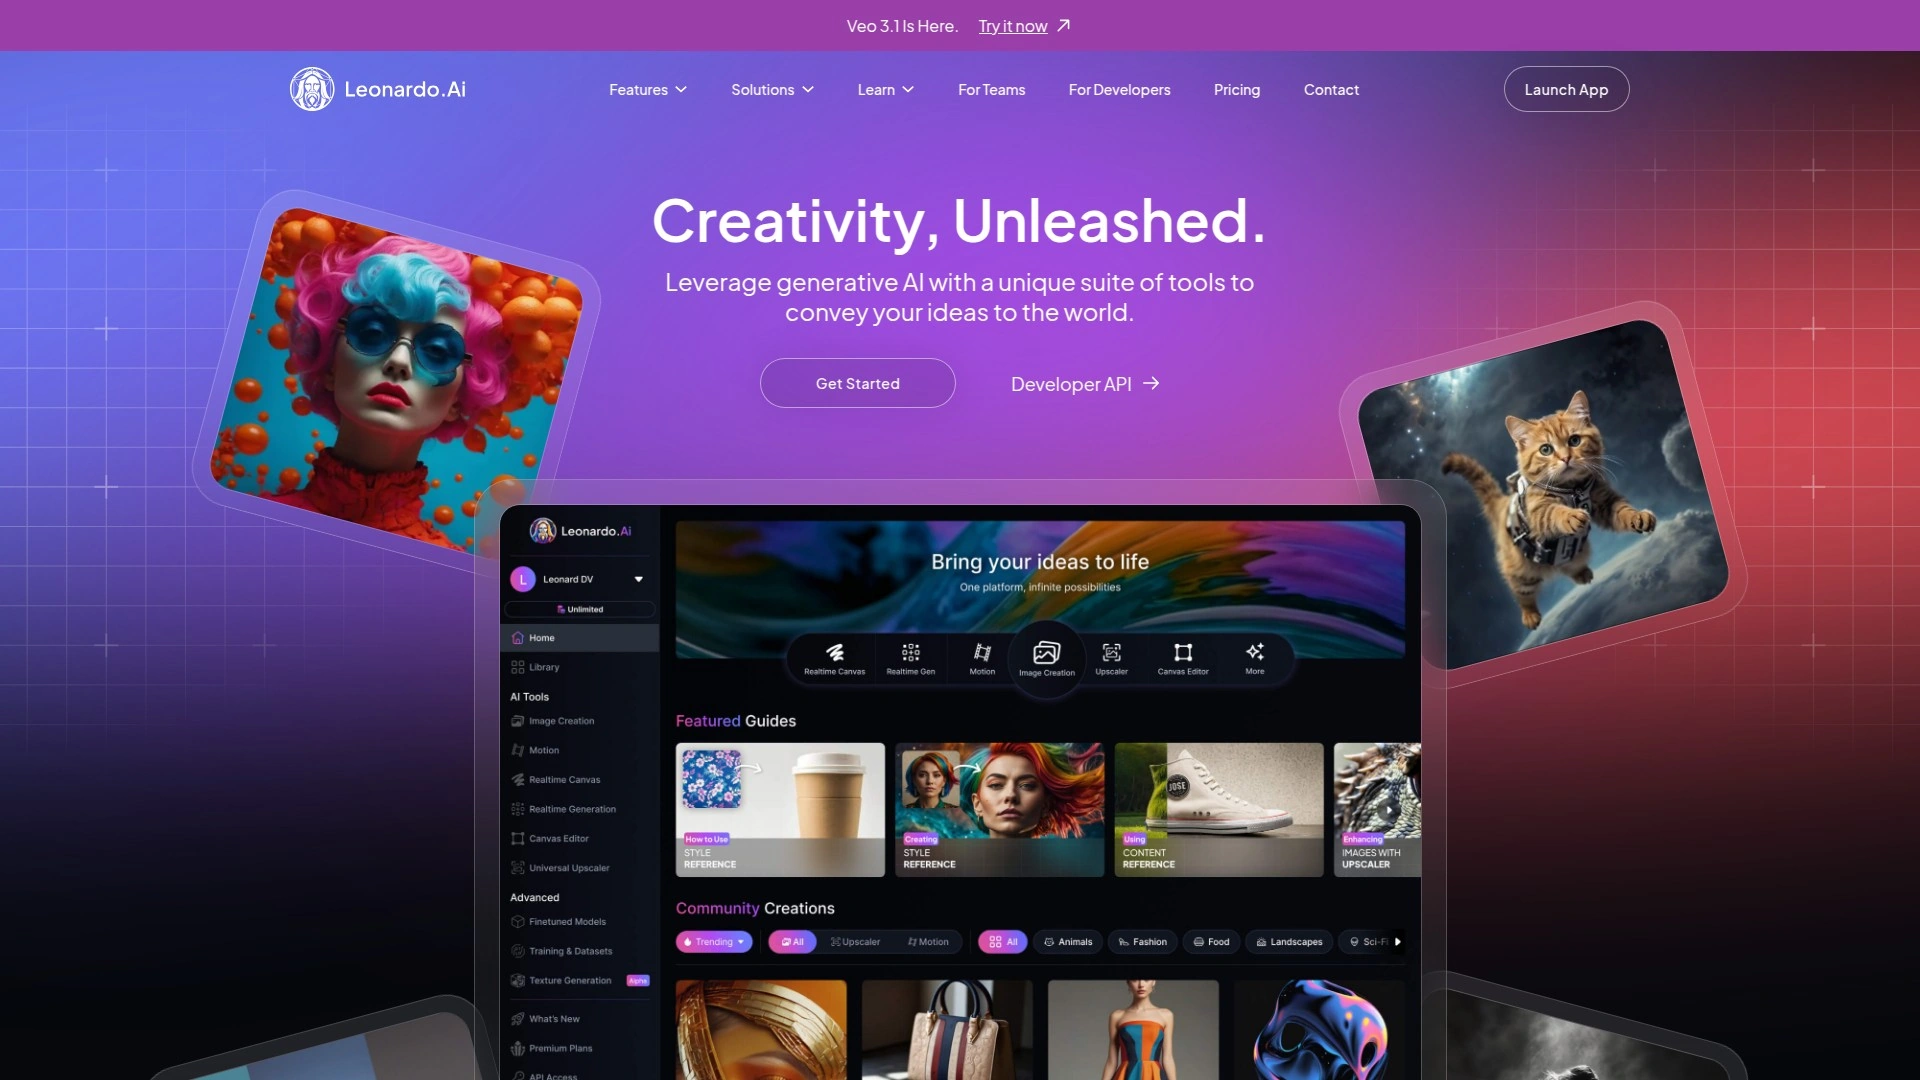 Veo 3.1 Is Here. Try it now
Leonardo.Ai
Features
Solutions
Learn
For Teams
For Developers
Pricing
Contact
Launch App
Creativity, Unleashed.
Leverage generative AI with a unique suite of tools to
convey your ideas to the world.
Get Started
Developer API
Leonardo.Ai
L
Leonard DV
Unlimited
Home
Library
AI Tools
Image Creation
Motion
Realtime Canvas
Realtime Generation
Canvas Editor
Universal Upscaler
Advanced
Finetuned Models
Training & Datasets
Texture Generation
Alpha
What's New
Premium Plans
API Access
Bring your ideas to life
One platform, infinite possibilities
Realtime Canvas
Realtime Gen
Motion
Image Creation
Upscaler
Canvas Editor
More
Featured Guides
How to Use
STYLE
REFERENCE
Creating
STYLE
REFERENCE
JOSE
Using
CONTENT
REFERENCE
Enhancing
IMAGES WITH
UPSCALER
Community Creations
Trending
All
Upscaler
Motion
All
Animals
Fashion
Food
Landscapes
Sci-Fi